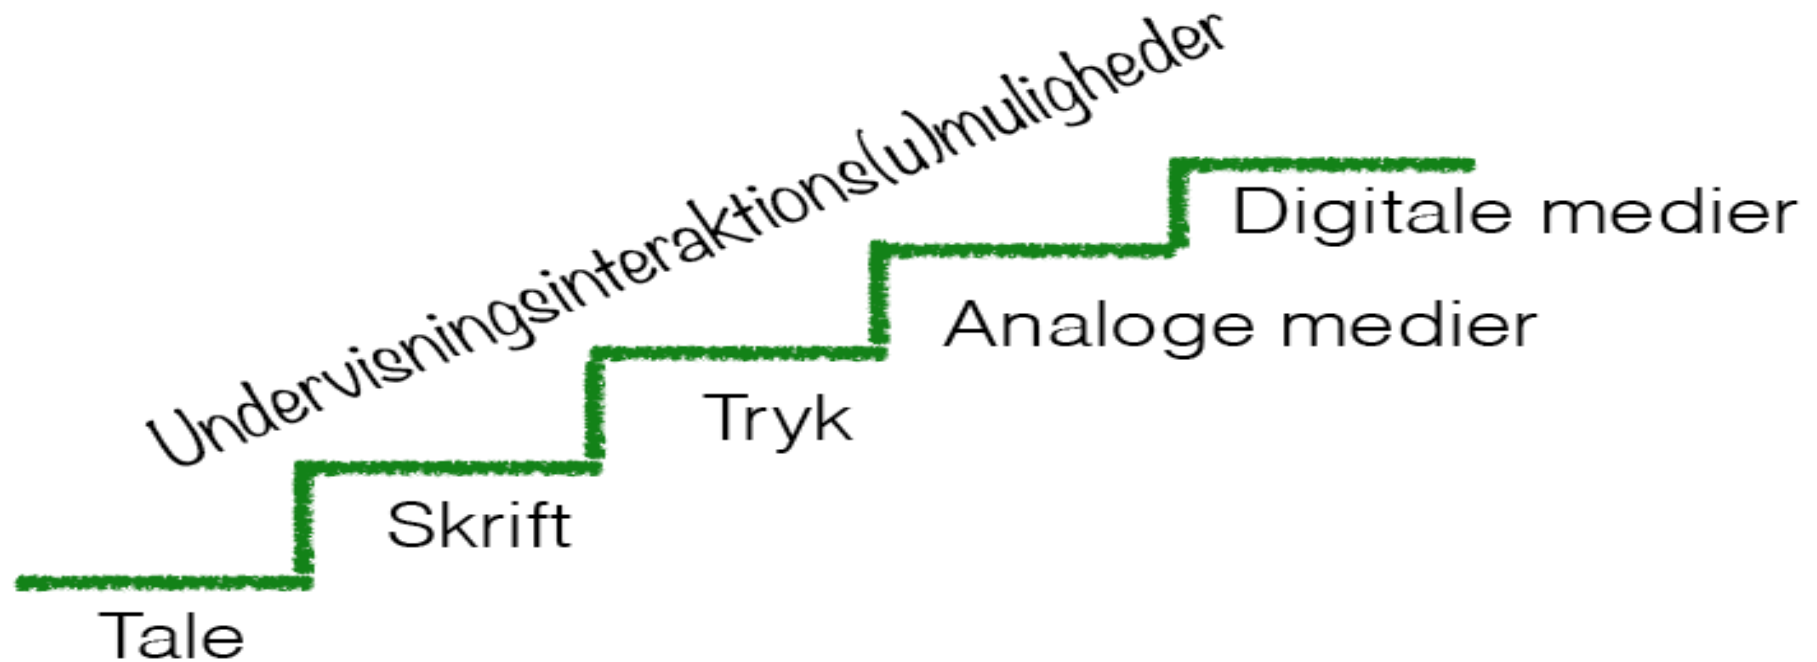 Undervisningsinteraktions(u)muligheder
Digitale medier
Analoge medier
Tryk
Skrift
Tale